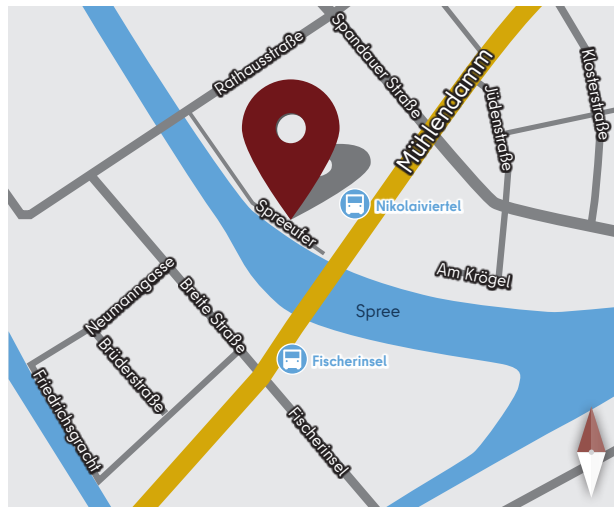 Rathausstraße
Spandauer Straße
Mühlendamm
Klosterstraße
Jüdenstraße
Nikolaiviertel
Spreeufer
Am Krögel
Neumanngasse
Breite Straße
Spree
Brüderstraße
Fischerinsel
Friedrichsgracht
Fischerinsel